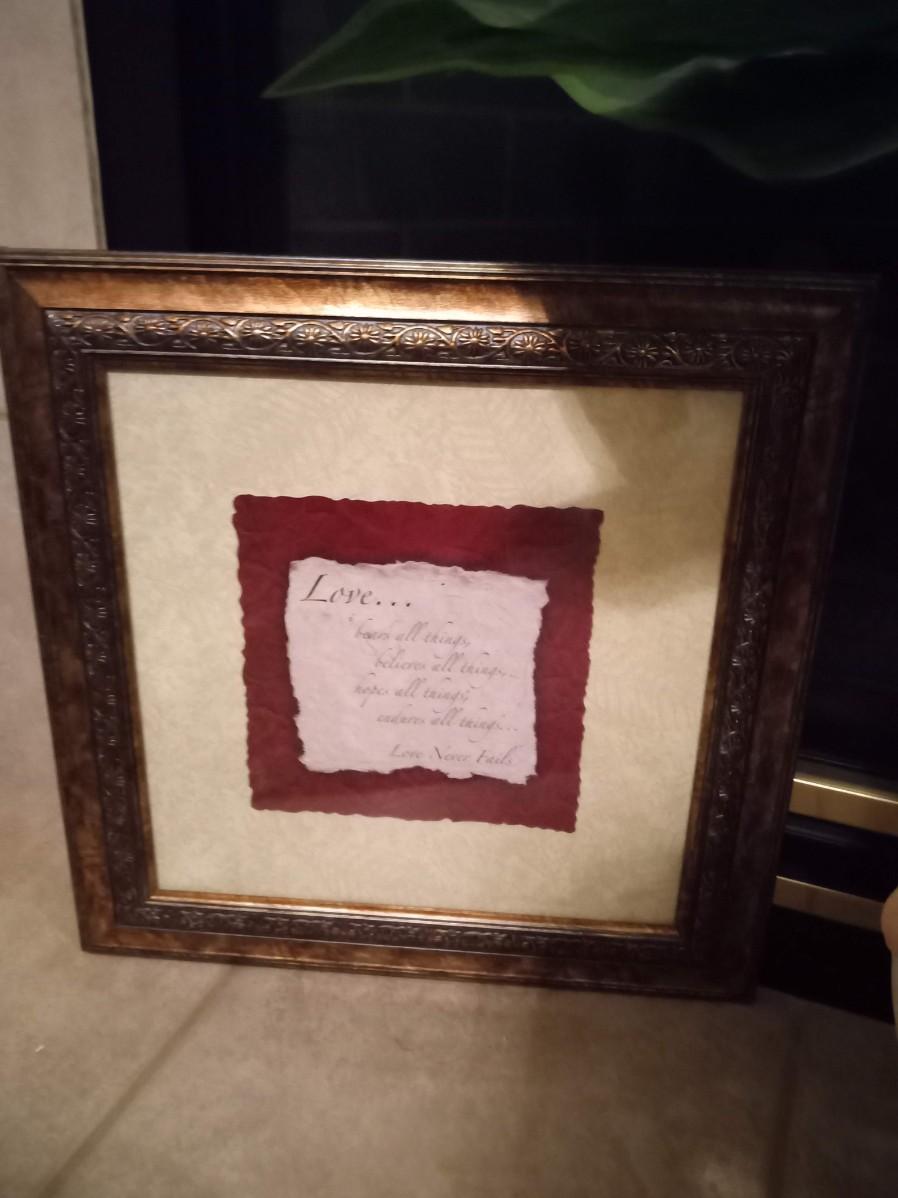 Love...
bears all things,
believes all things...
hopes all things,
endures all things...
Love Never Fails